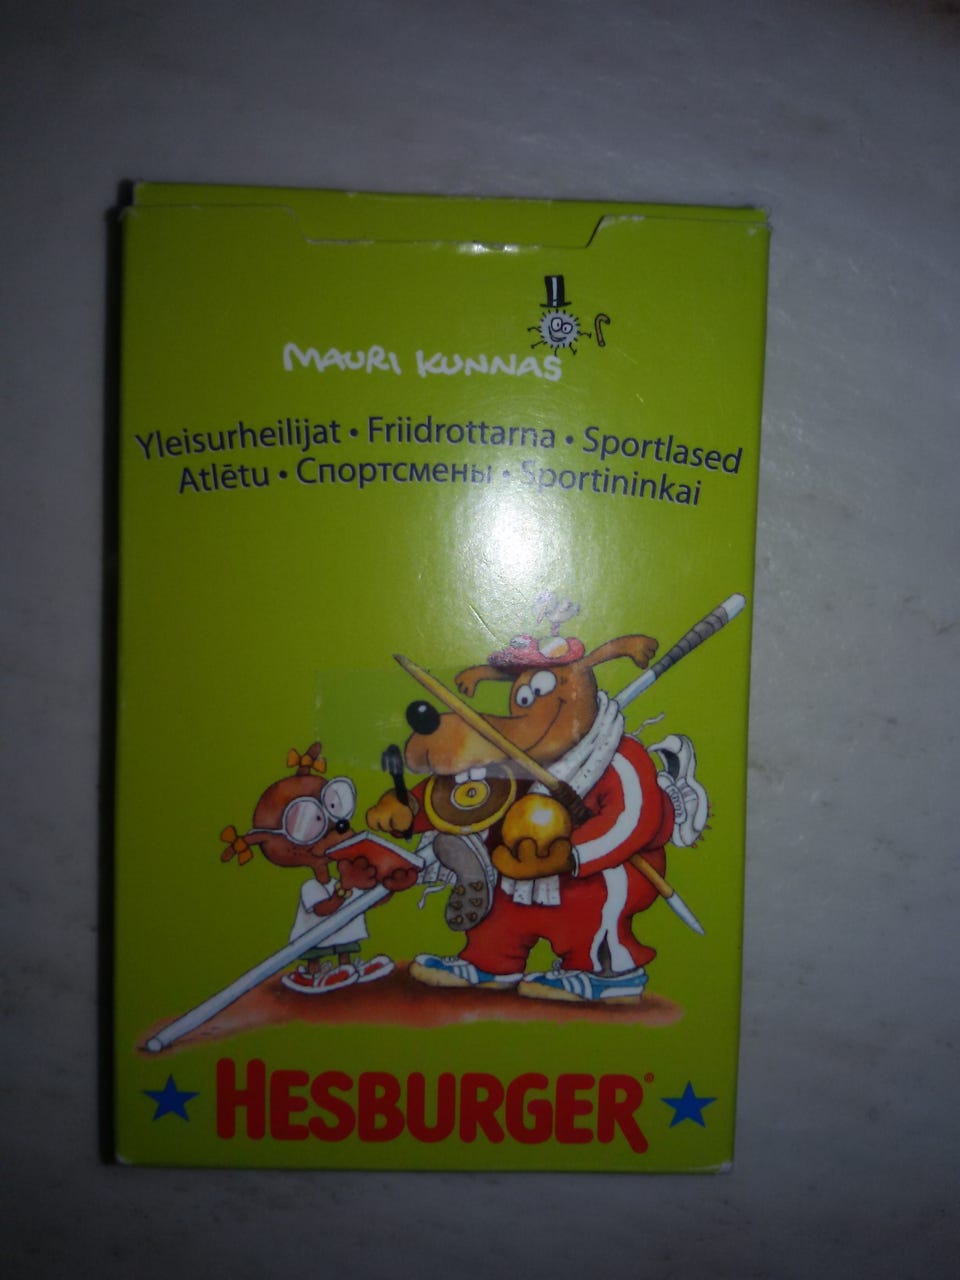 MAURI KUNNAS
Yleisurheilijat • Friidrottarna • Sportlased
Atlētu • Спортсмены • Sportininkai
HESBURGER®